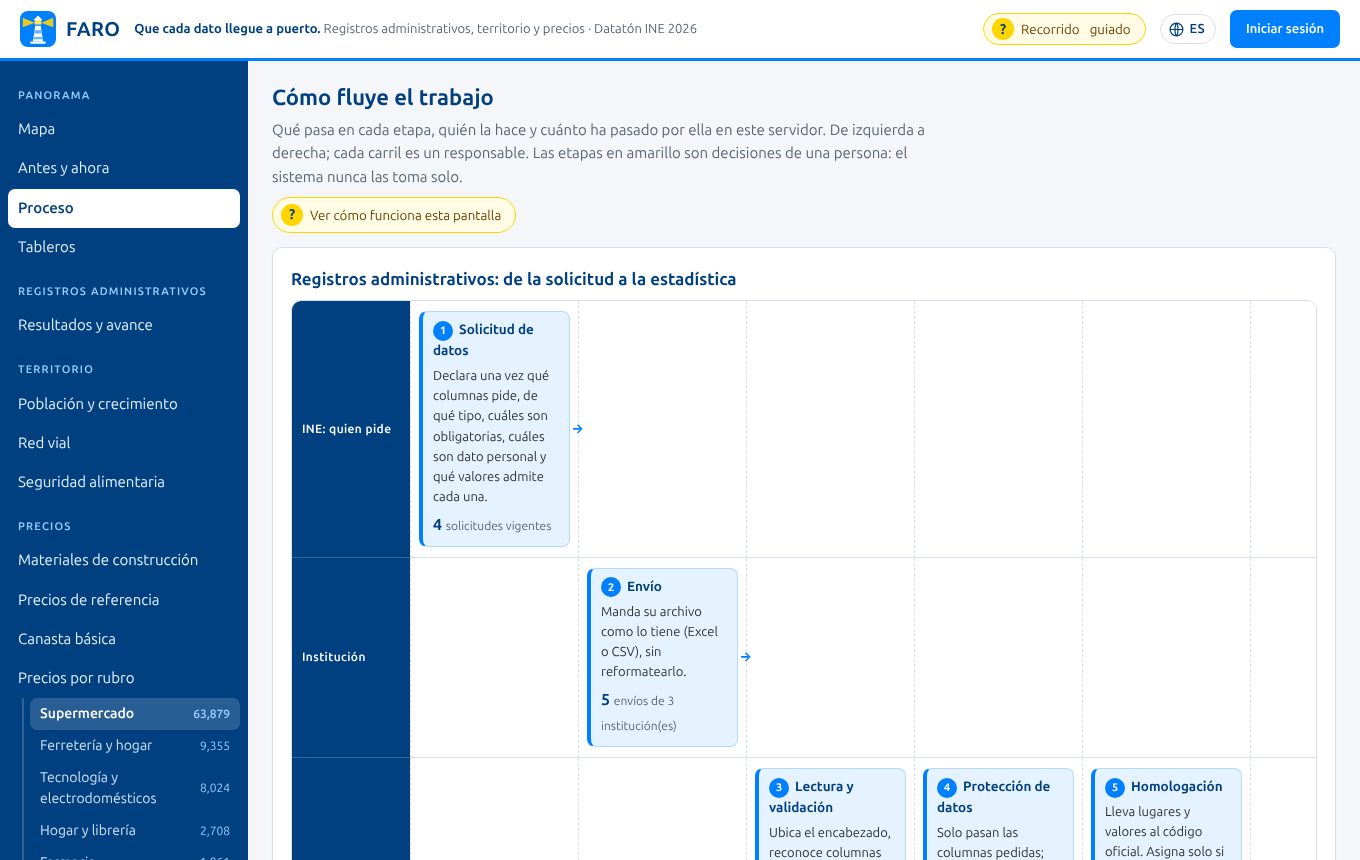 FARO
Que cada dato llegue a puerto. Registros administrativos, territorio y precios · Datatón INE 2026
? Recorrido guiado
ES
Iniciar sesión
PANORAMA
Mapa
Antes y ahora
Proceso
Tableros
REGISTROS ADMINISTRATIVOS
Resultados y avance
TERRITORIO
Población y crecimiento
Red vial
Seguridad alimentaria
PRECIOS
Materiales de construcción
Precios de referencia
Canasta básica
Precios por rubro
Supermercado 63,879
Ferretería y hogar 9,355
Tecnología y
electrodomésticos 8,024
Hogar y librería 2,708
Cómo fluye el trabajo
Qué pasa en cada etapa, quién la hace y cuánto ha pasado por ella en este servidor. De izquierda a
derecha; cada carril es un responsable. Las etapas en amarillo son decisiones de una persona: el
sistema nunca las toma solo.
? Ver cómo funciona esta pantalla
Registros administrativos: de la solicitud a la estadística
INE: quien pide
1 Solicitud de
datos
Declara una vez qué
columnas pide, de
qué tipo, cuáles son
obligatorias, cuáles
son dato personal y
qué valores admite
cada una.
4 solicitudes vigentes
→
Institución
2 Envío
Manda su archivo
como lo tiene (Excel
o CSV), sin
reformatearlo.
5 envíos de 3
institución(es)
→
3 Lectura y
validación
Ubica el encabezado,
reconoce columnas
4 Protección de
datos
Solo pasan las
columnas pedidas;
5 Homologación
Lleva lugares y
valores al código
oficial. Asigna solo si